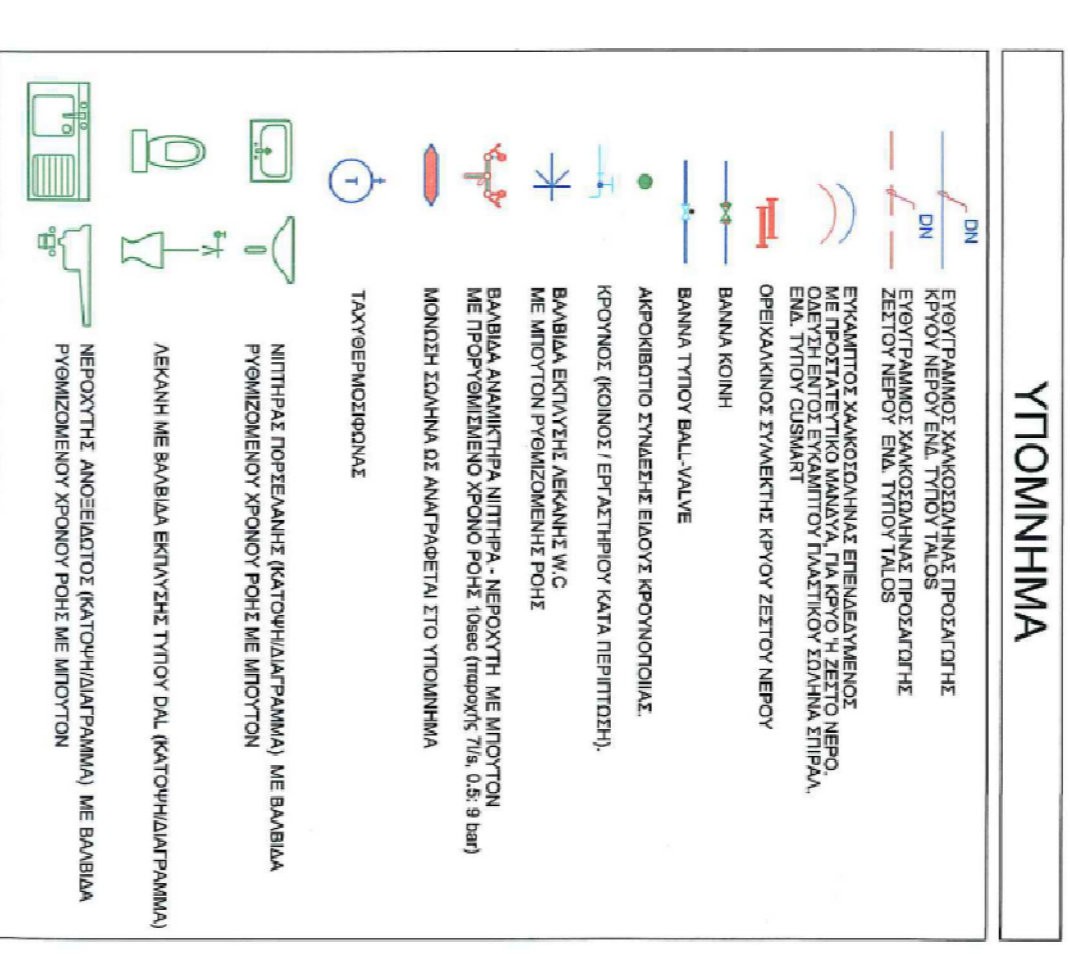 ΥΠΟΜΝΗΜΑ
DN
ΕΥΘΥΓΡΑΜΜΟΣ ΧΑΛΚΟΣΩΛΗΝΑΣ ΠΡΟΣΑΓΩΓΗΣ
ΚΡΥΟΥ ΝΕΡΟΥ ΕΝΔ. ΤΥΠΟΥ TALOS
DN
ΕΥΘΥΓΡΑΜΜΟΣ ΧΑΛΚΟΣΩΛΗΝΑΣ ΠΡΟΣΑΓΩΓΗΣ
ΖΕΣΤΟΥ ΝΕΡΟΥ ΕΝΔ. ΤΥΠΟΥ TALOS
ΕΥΚΑΜΠΤΟΣ ΧΑΛΚΟΣΩΛΗΝΑΣ ΕΠΕΝΔΕΔΥΜΕΝΟΣ
ΜΕ ΠΡΟΣΤΑΤΕΥΤΙΚΟ ΜΑΝΔΥΑ, ΓΙΑ ΚΡΥΟ Ή ΖΕΣΤΟ ΝΕΡΟ,
ΟΔΕΥΣΗ ΕΝΤΟΣ ΕΥΚΑΜΠΤΟΥ ΠΛΑΣΤΙΚΟΥ ΣΩΛΗΝΑ ΣΠΙΡΑΛ,
ΕΝΔ. ΤΥΠΟΥ CUSMART
ΟΡΕΙΧΑΛΚΙΝΟΣ ΣΥΛΛΕΚΤΗΣ ΚΡΥΟΥ ΖΕΣΤΟΥ ΝΕΡΟΥ
ΒΑΝΝΑ ΚΟΙΝΗ
ΒΑΝΝΑ ΤΥΠΟΥ BALL-VALVE
ΑΚΡΟΚΙΒΩΤΙΟ ΣΥΝΔΕΣΗΣ ΕΙΔΟΥΣ ΚΡΟΥΝΟΠΟΙΙΑΣ.
ΚΡΟΥΝΟΣ (ΚΟΙΝΟΣ / ΕΡΓΑΣΤΗΡΙΟΥ ΚΑΤΑ ΠΕΡΙΠΤΩΣΗ).
ΒΑΛΒΙΔΑ ΕΚΠΛΥΣΗΣ ΛΕΚΑΝΗΣ W.C
ΜΕ ΜΠΟΥΤΟΝ ΡΥΘΜΙΖΟΜΕΝΗΣ ΡΟΗΣ
ΒΑΛΒΙΔΑ ΑΝΑΜΙΚΤΗΡΑ ΝΙΠΤΗΡΑ - ΝΕΡΟΧΥΤΗ ΜΕ ΜΠΟΥΤΟΝ
ΜΕ ΠΡΟΡΥΘΜΙΣΜΕΝΟ ΧΡΟΝΟ ΡΟΗΣ 10sec (παροχής 7l/s, 0.5: 9 bar)
ΜΟΝΩΣΗ ΣΩΛΗΝΑ ΩΣ ΑΝΑΓΡΑΦΕΤΑΙ ΣΤΟ ΥΠΟΜΝΗΜΑ
T
ΤΑΧΥΘΕΡΜΟΣΙΦΩΝΑΣ
ΝΙΠΤΗΡΑΣ ΠΟΡΣΕΛΑΝΗΣ (ΚΑΤΟΨΗ/ΔΙΑΓΡΑΜΜΑ) ΜΕ ΒΑΛΒΙΔΑ
ΡΥΘΜΙΖΟΜΕΝΟΥ ΧΡΟΝΟΥ ΡΟΗΣ ΜΕ ΜΠΟΥΤΟΝ
ΛΕΚΑΝΗ ΜΕ ΒΑΛΒΙΔΑ ΕΚΠΛΥΣΗΣ ΤΥΠΟΥ DAL (ΚΑΤΟΨΗ/ΔΙΑΓΡΑΜΜΑ)
ΝΕΡΟΧΥΤΗΣ ΑΝΟΞΕΙΔΩΤΟΣ (ΚΑΤΟΨΗ/ΔΙΑΓΡΑΜΜΑ) ΜΕ ΒΑΛΒΙΔΑ
ΡΥΘΜΙΖΟΜΕΝΟΥ ΧΡΟΝΟΥ ΡΟΗΣ ΜΕ ΜΠΟΥΤΟΝ